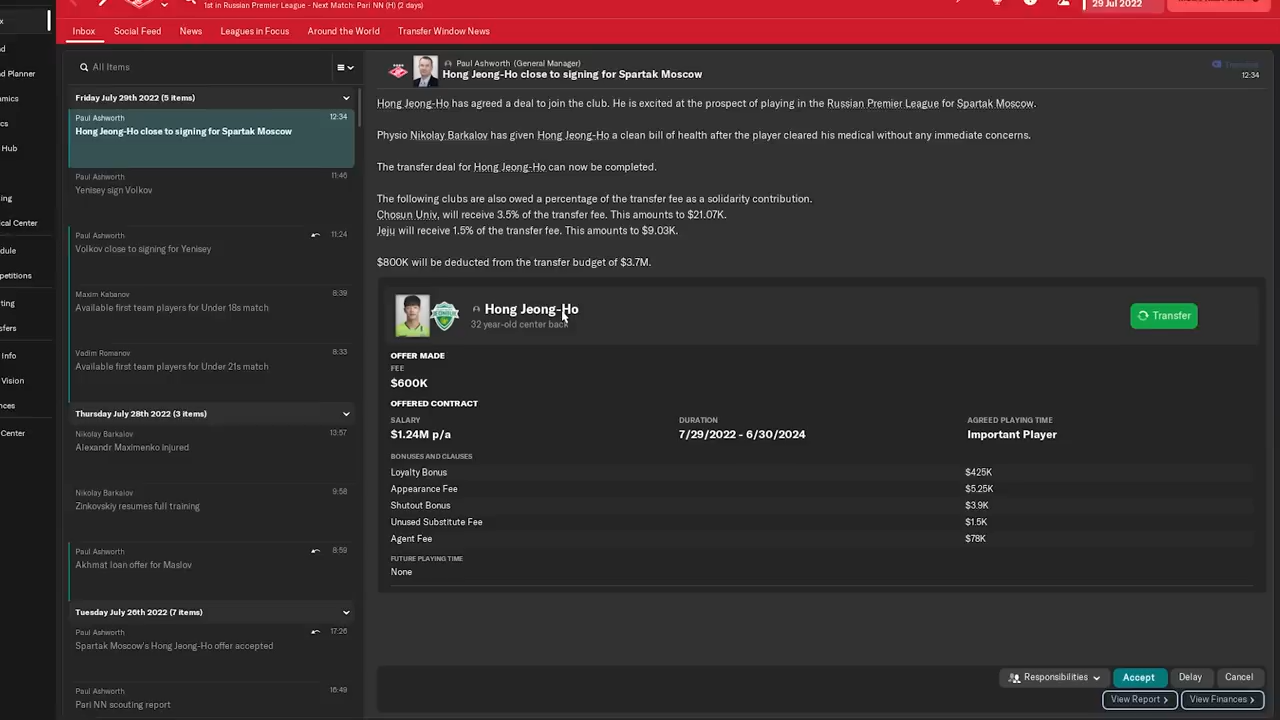 1st in Russian Premier League - Next Match: Pari NN (H) (2 days)
29 Jul 2022
Inbox
Social Feed
News
Leagues in Focus
Around the World
Transfer Window News
All Items
Friday July 29th 2022 (5 items)
Paul Ashworth 12:34
Hong Jeong-Ho close to signing for Spartak Moscow
Paul Ashworth 11:46
Yenisey sign Volkov
Paul Ashworth 11:24
Volkov close to signing for Yenisey
Maxim Kabanov 8:39
Available first team players for Under 18s match
Vadim Romanov 8:33
Available first team players for Under 21s match
Thursday July 28th 2022 (3 items)
Nikolay Barkalov 13:57
Alexandr Maximenko injured
Nikolay Barkalov 9:58
Zinkovskiy resumes full training
Paul Ashworth 8:59
Akhmat loan offer for Maslov
Tuesday July 26th 2022 (7 items)
Paul Ashworth 17:26
Spartak Moscow's Hong Jeong-Ho offer accepted
Paul Ashworth 16:49
Pari NN scouting report
d Planner
Hub
cal Center
Info
Vision
Center
Paul Ashworth (General Manager)
Hong Jeong-Ho close to signing for Spartak Moscow
12:34
Hong Jeong-Ho has agreed a deal to join the club. He is excited at the prospect of playing in the Russian Premier League for Spartak Moscow.
Physio Nikolay Barkalov has given Hong Jeong-Ho a clean bill of health after the player cleared his medical without any immediate concerns.
The transfer deal for Hong Jeong-Ho can now be completed.
The following clubs are also owed a percentage of the transfer fee as a solidarity contribution.
Chosun Univ. will receive 3.5% of the transfer fee. This amounts to $21.07K.
Jeju will receive 1.5% of the transfer fee. This amounts to $9.03K.
$800K will be deducted from the transfer budget of $3.7M.
Hong Jeong-Ho
32 year-old center back
Transfer
OFFER MADE
FEE
$600K
OFFERED CONTRACT
SALARY DURATION AGREED PLAYING TIME
$1.24M p/a 7/29/2022 - 6/30/2024 Important Player
BONUSES AND CLAUSES
Loyalty Bonus $425K
Appearance Fee $5.25K
Shutout Bonus $3.9K
Unused Substitute Fee $1.5K
Agent Fee $78K
FUTURE PLAYING TIME
None
Responsibilities Accept Delay Cancel
View Report View Finances